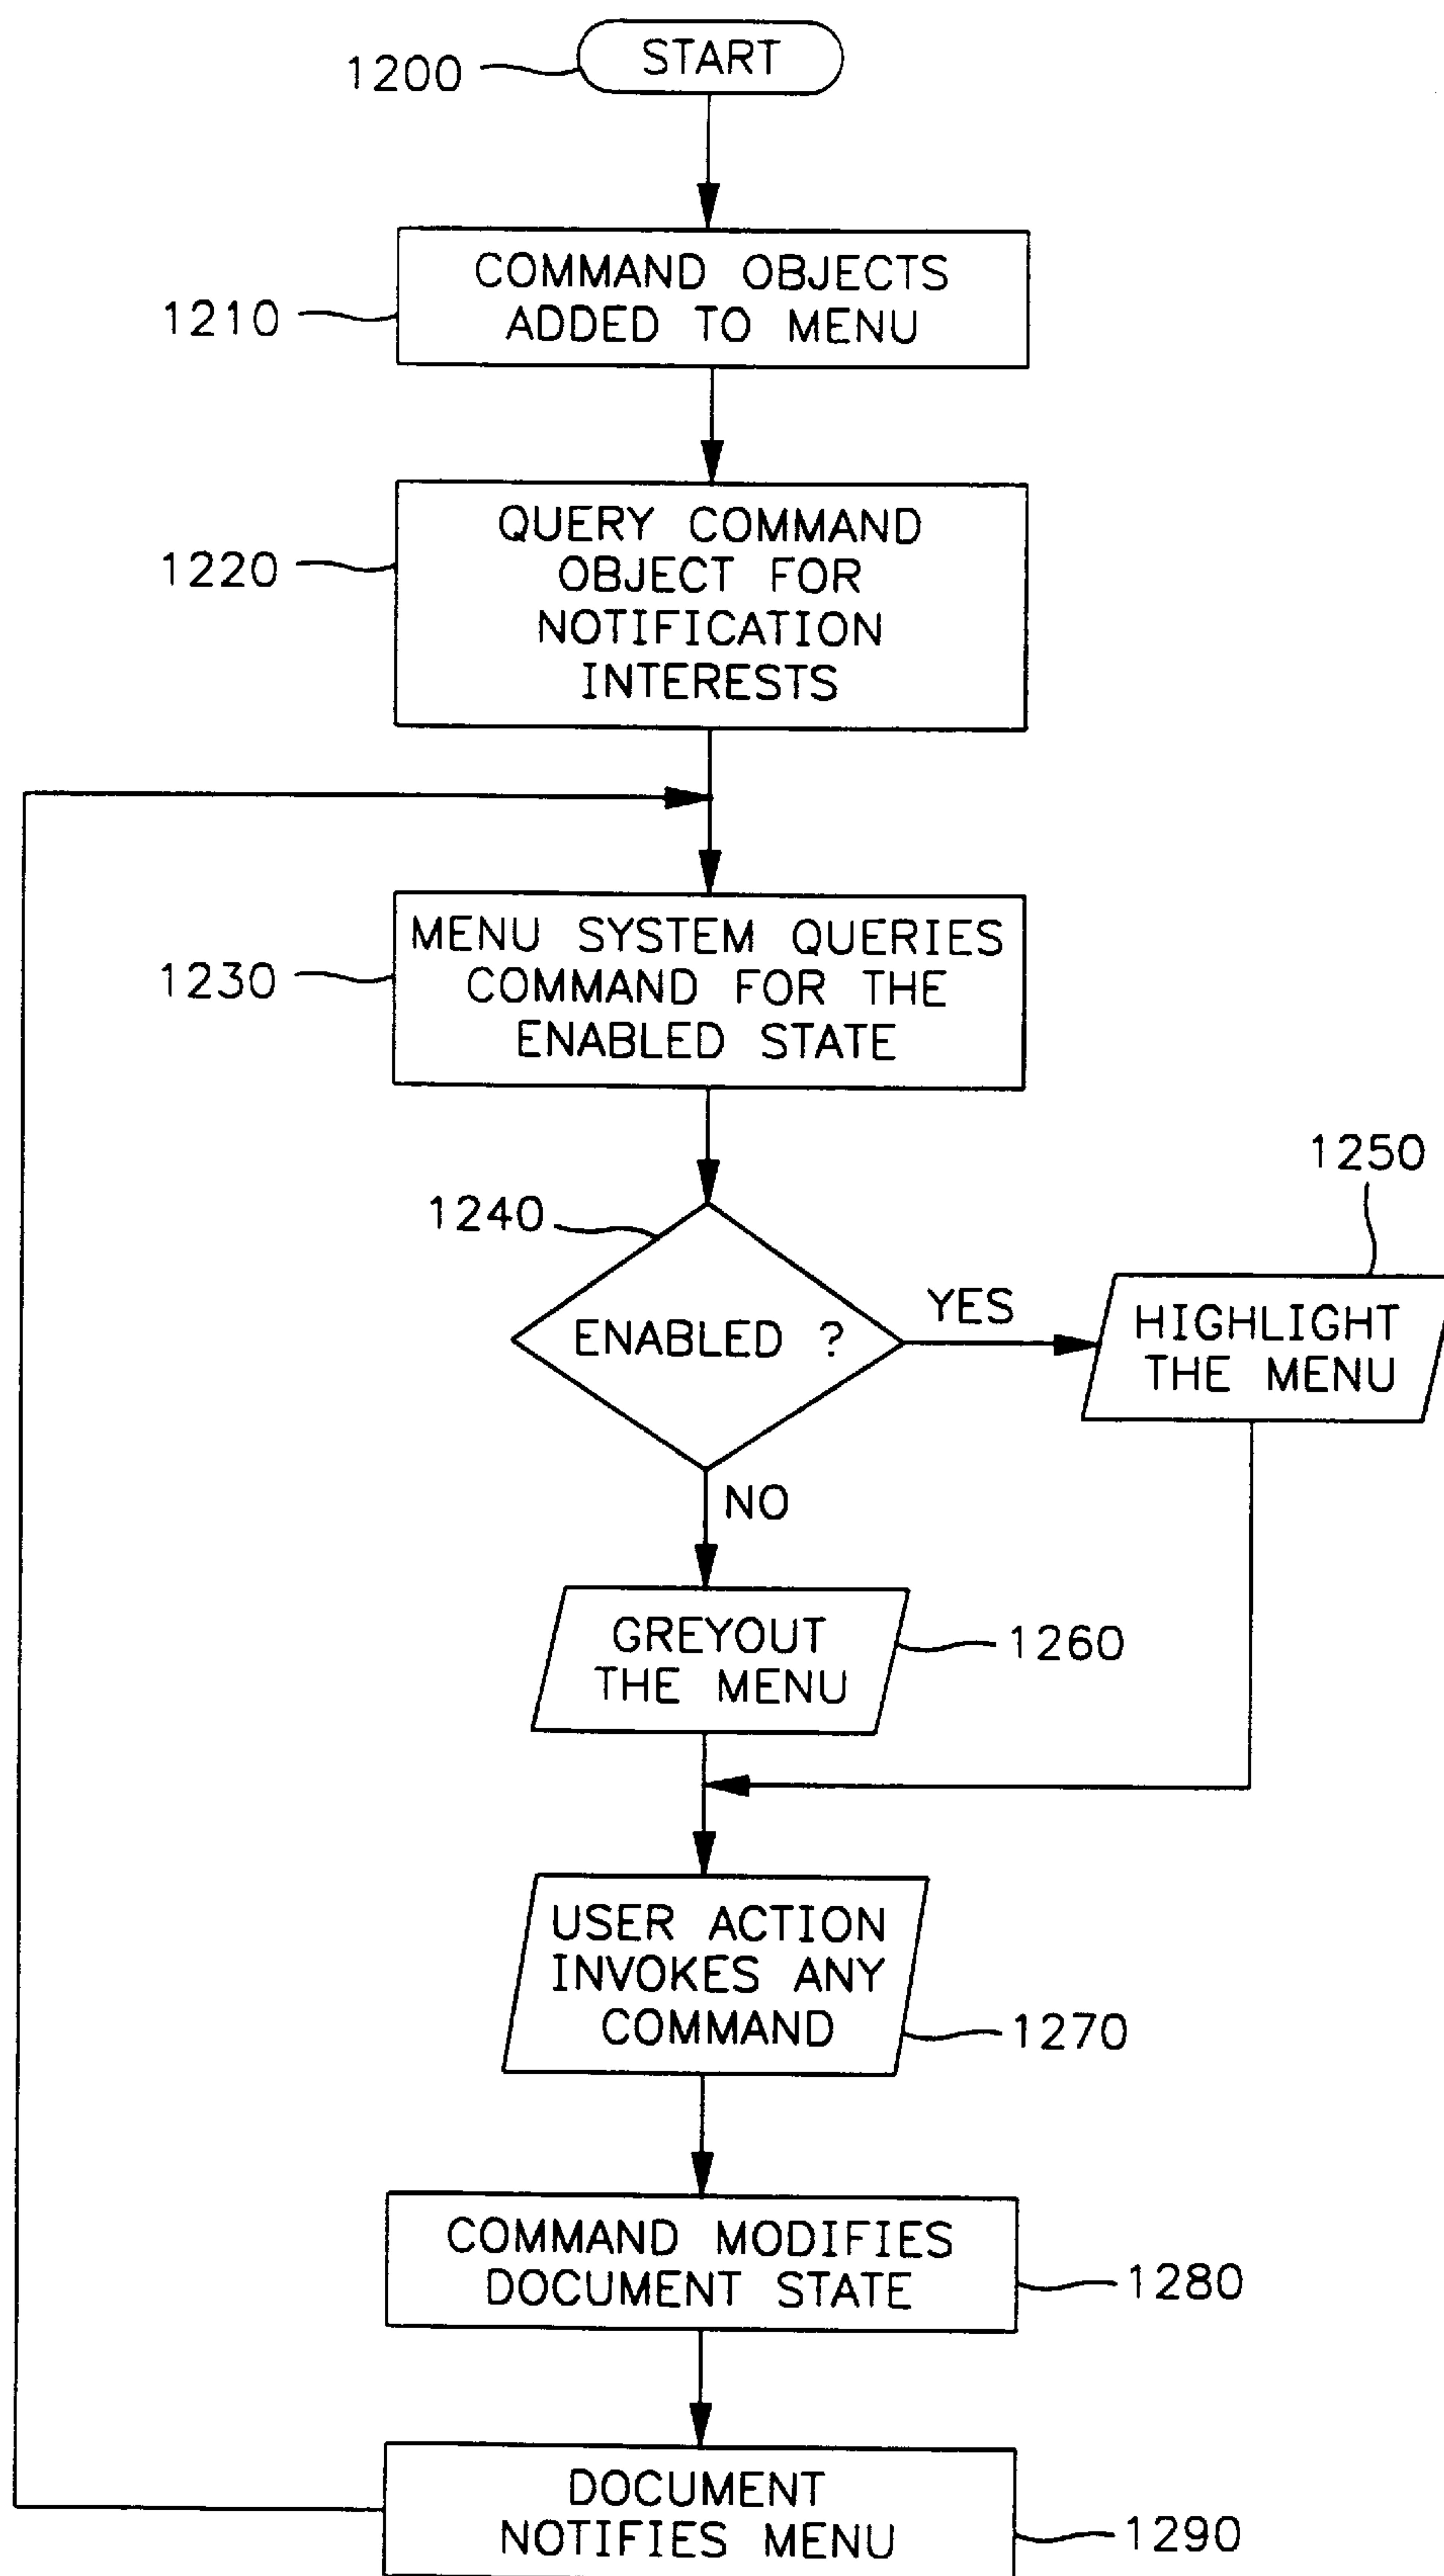 1200
START
1210
COMMAND OBJECTS
ADDED TO MENU
1220
QUERY COMMAND
OBJECT FOR
NOTIFICATION
INTERESTS
1230
MENU SYSTEM QUERIES
COMMAND FOR THE
ENABLED STATE
1240
ENABLED ?
YES
1250
HIGHLIGHT
THE MENU
NO
GREYOUT
THE MENU
1260
USER ACTION
INVOKES ANY
COMMAND
1270
COMMAND MODIFIES
DOCUMENT STATE
1280
DOCUMENT
NOTIFIES MENU
1290